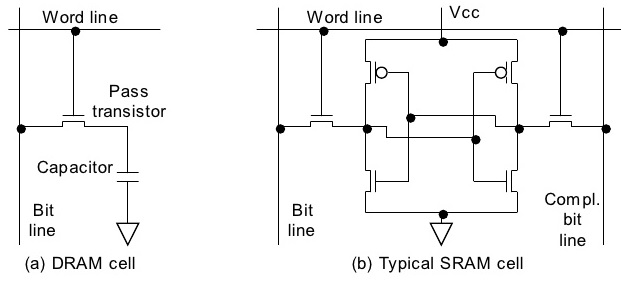 Word line
Pass
transistor
Capacitor
Bit
line
(a) DRAM cell
Word line
Vcc
Bit
line
Compl.
bit
line
(b) Typical SRAM cell